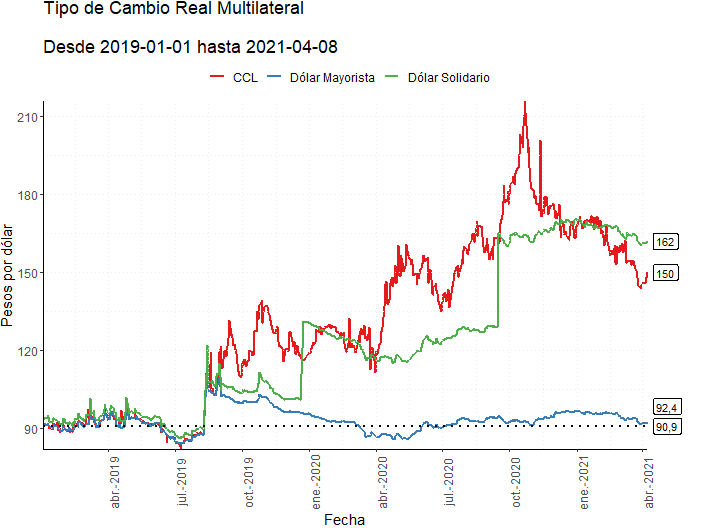 Tipo de Cambio Real Multilateral
Desde 2019-01-01 hasta 2021-04-08
CCL Dólar Mayorista Dólar Solidario
Pesos por dólar
210
180
150
120
90
162
150
92,4
90,9
abr.-2019
jul.-2019
oct.-2019
ene.-2020
abr.-2020
jul.-2020
oct.-2020
ene.-2021
abr.-2021
Fecha